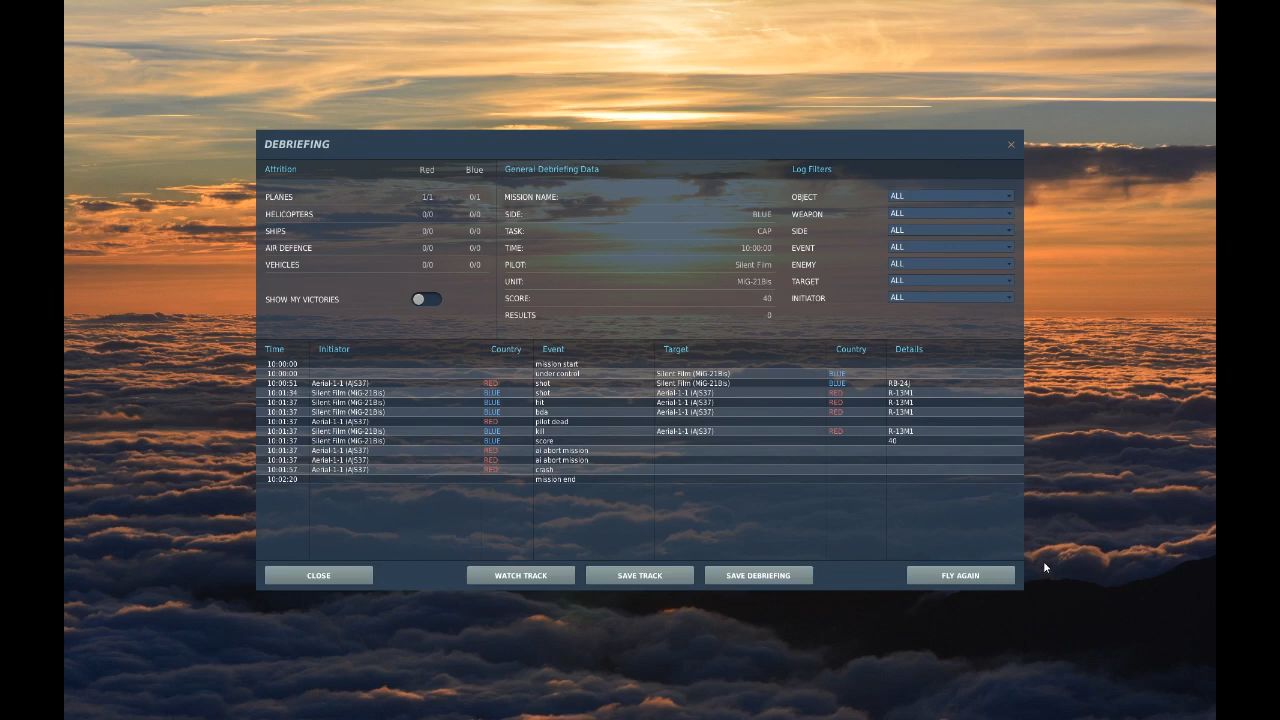 DEBRIEFING ×
Attrition Red Blue General Debriefing Data Log Filters
PLANES 1/1 0/1 MISSION NAME: OBJECT ALL
HELICOPTERS 0/0 0/0 SIDE: BLUE WEAPON ALL
SHIPS 0/0 0/0 TASK: CAP SIDE ALL
AIR DEFENCE 0/0 0/0 TIME: 10:00:00 EVENT ALL
VEHICLES 0/0 0/0 PILOT: Silent Film ENEMY ALL
UNIT: MiG-21Bis TARGET ALL
SHOW MY VICTORIES SCORE: 40 INITIATOR ALL
RESULTS 0
Time Initiator Country Event Target Country Details
10:00:00 mission start
10:00:00 under control Silent Film (MiG-21Bis) BLUE
10:00:51 Aerial-1-1 (AJS37) RED shot Silent Film (MiG-21Bis) BLUE RB-24J
10:01:34 Silent Film (MiG-21Bis) BLUE shot Aerial-1-1 (AJS37) RED R-13M1
10:01:37 Silent Film (MiG-21Bis) BLUE hit Aerial-1-1 (AJS37) RED R-13M1
10:01:37 Silent Film (MiG-21Bis) BLUE bda Aerial-1-1 (AJS37) RED R-13M1
10:01:37 Aerial-1-1 (AJS37) RED pilot dead
10:01:37 Silent Film (MiG-21Bis) BLUE kill Aerial-1-1 (AJS37) RED R-13M1
10:01:37 Silent Film (MiG-21Bis) BLUE score 40
10:01:37 Aerial-1-1 (AJS37) RED ai abort mission
10:01:37 Aerial-1-1 (AJS37) RED ai abort mission
10:01:57 Aerial-1-1 (AJS37) RED crash
10:02:20 mission end
CLOSE WATCH TRACK SAVE TRACK SAVE DEBRIEFING FLY AGAIN